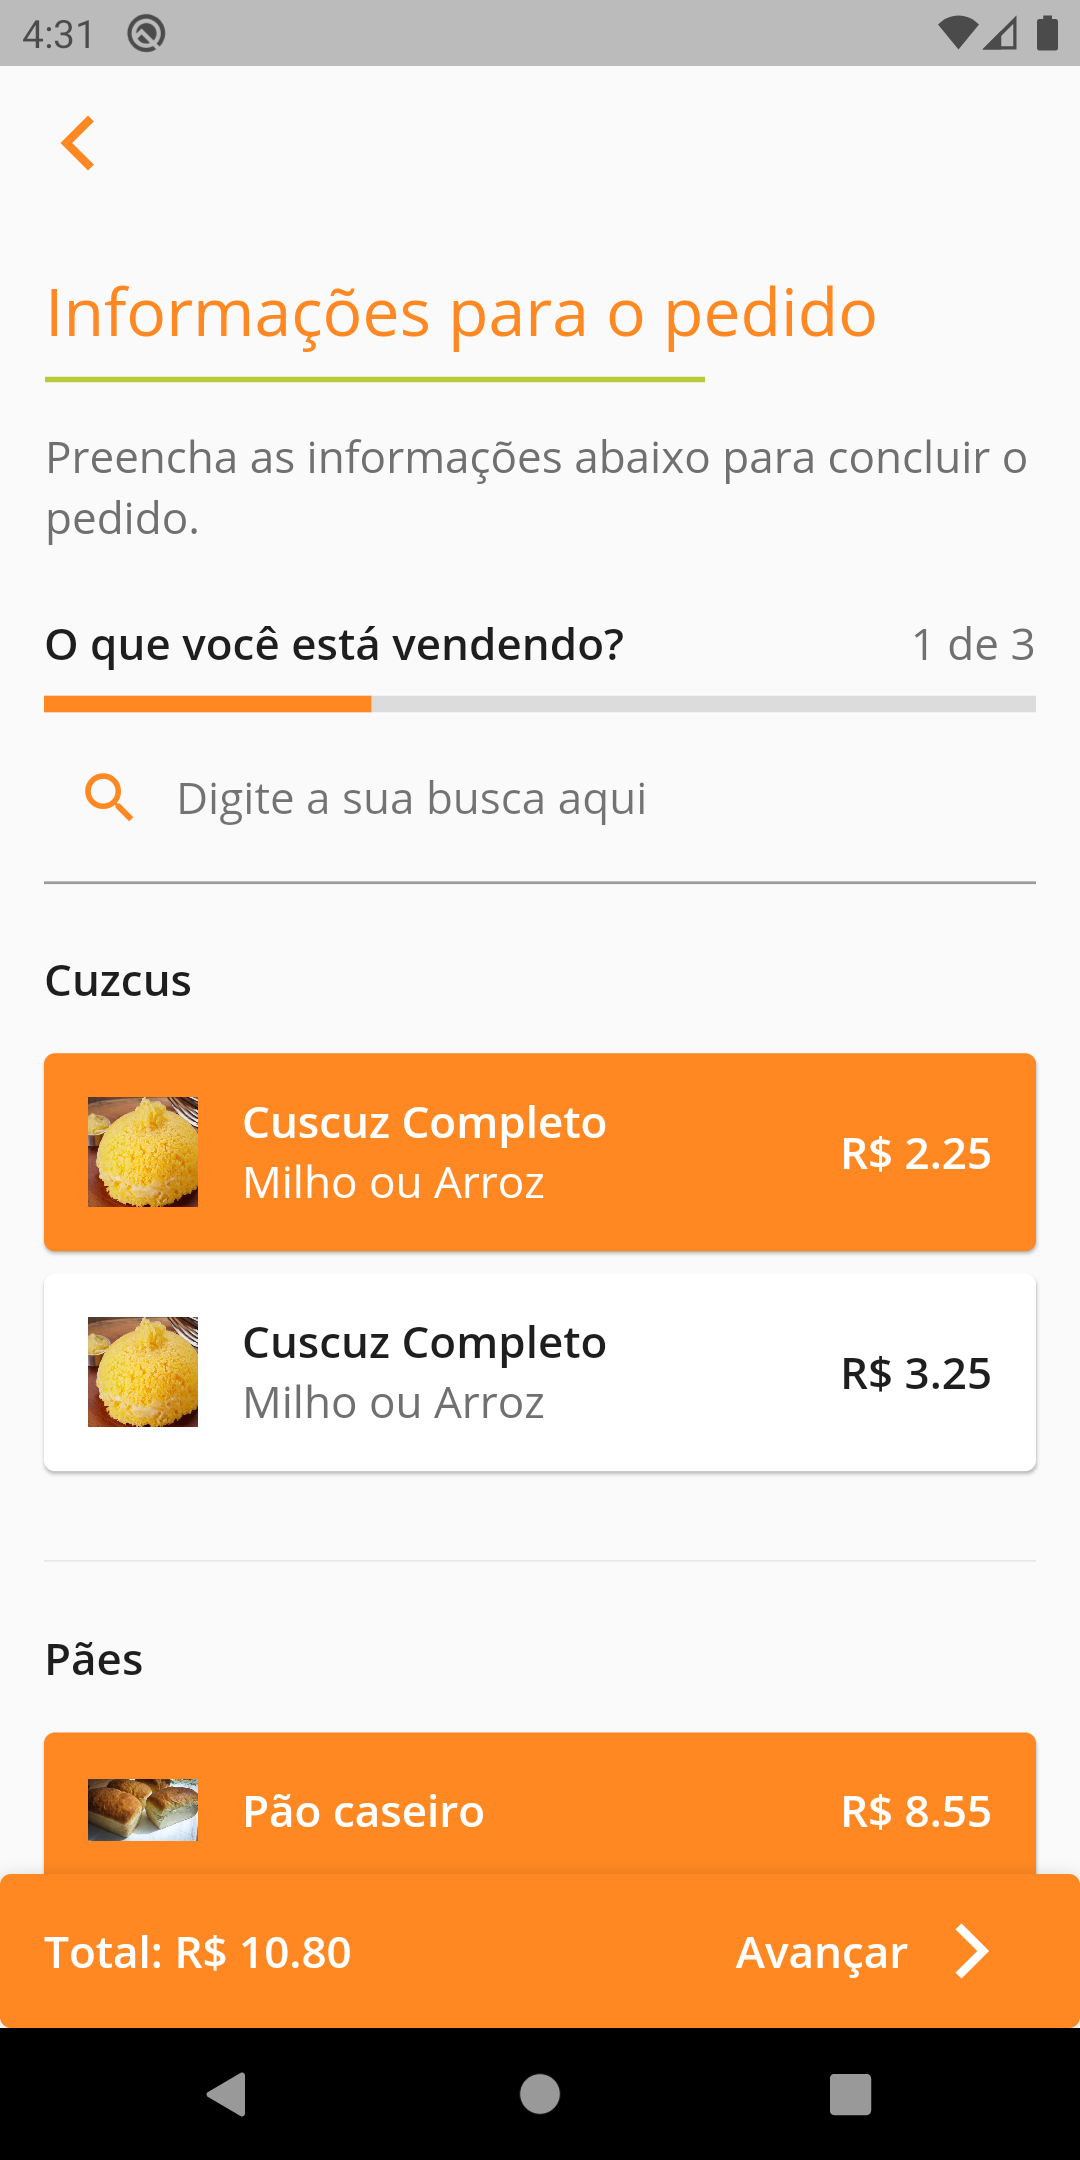 4:31
Informações para o pedido
Preencha as informações abaixo para concluir o
pedido.
O que você está vendendo?
1 de 3
Digite a sua busca aqui
Cuzcus
Cuscuz Completo
Milho ou Arroz
R$ 2.25
Cuscuz Completo
Milho ou Arroz
R$ 3.25
Pães
Pão caseiro
R$ 8.55
Total: R$ 10.80
Avançar